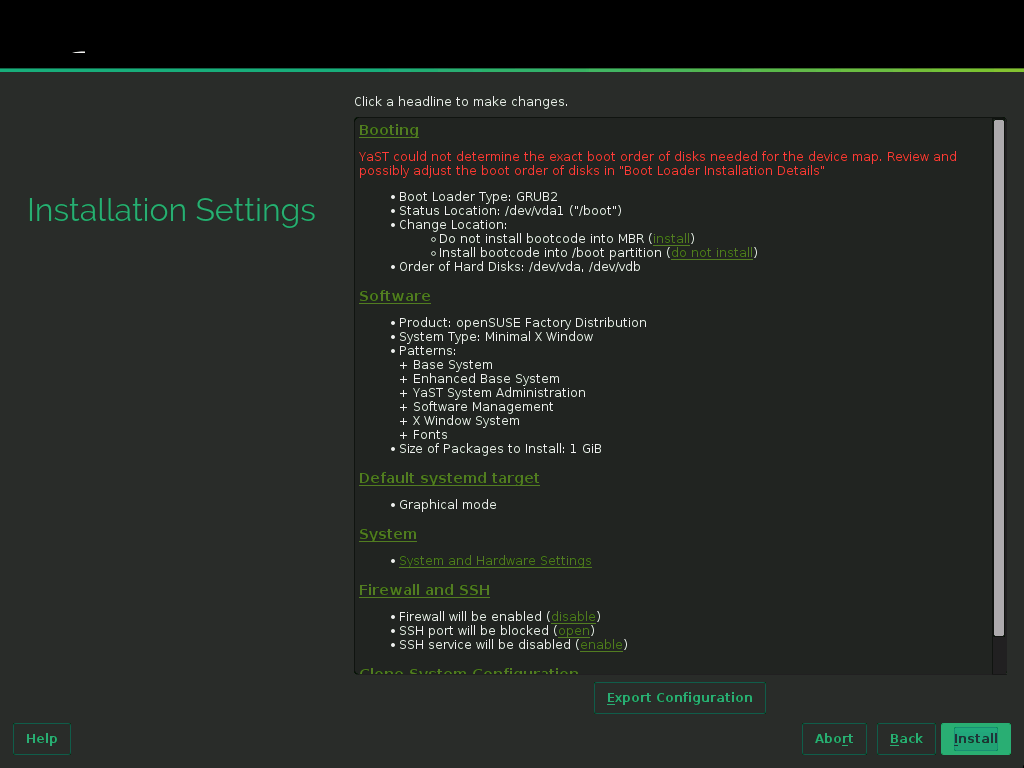 Click a headline to make changes.
Installation Settings
Booting
YaST could not determine the exact boot order of disks needed for the device map. Review and
possibly adjust the boot order of disks in "Boot Loader Installation Details"
• Boot Loader Type: GRUB2
• Status Location: /dev/vda1 ("/boot")
• Change Location:
◦ Do not install bootcode into MBR (install)
◦ Install bootcode into /boot partition (do not install)
• Order of Hard Disks: /dev/vda, /dev/vdb
Software
• Product: openSUSE Factory Distribution
• System Type: Minimal X Window
• Patterns:
+ Base System
+ Enhanced Base System
+ YaST System Administration
+ Software Management
+ X Window System
+ Fonts
• Size of Packages to Install: 1 GiB
Default systemd target
• Graphical mode
System
• System and Hardware Settings
Firewall and SSH
• Firewall will be enabled (disable)
• SSH port will be blocked (open)
• SSH service will be disabled (enable)
Clone System Configuration
Export Configuration
Help
Abort
Back
Install